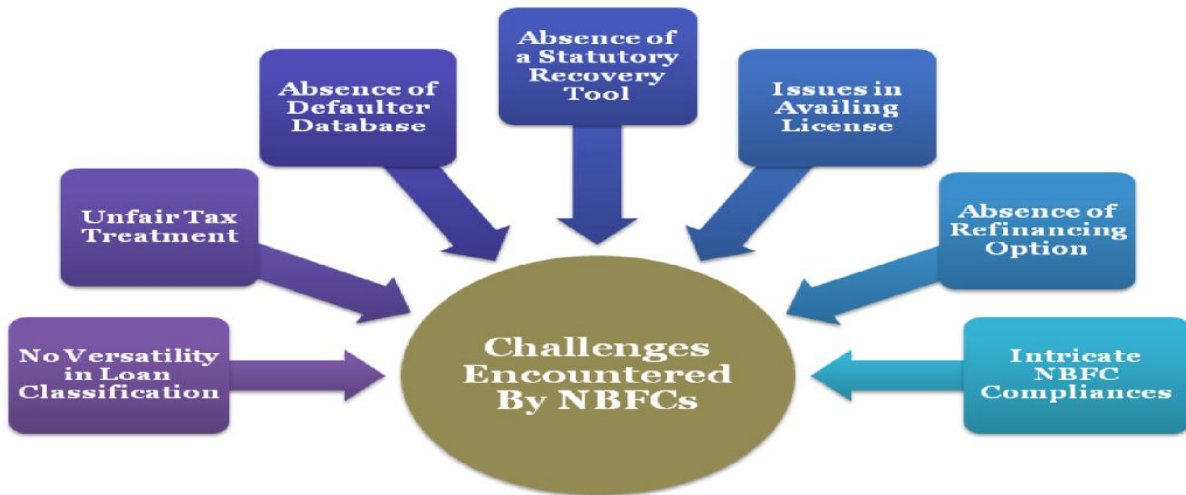 Absence of
a Statutory
Recovery
Tool
Absence of
Defaulter
Database
Issues in
Availing
License
Unfair Tax
Treatment
Absence of
Refinancing
Option
No Versatility
in Loan
Classification
Challenges
Encountered
By NBFCs
Intricate
NBFC
Compliances